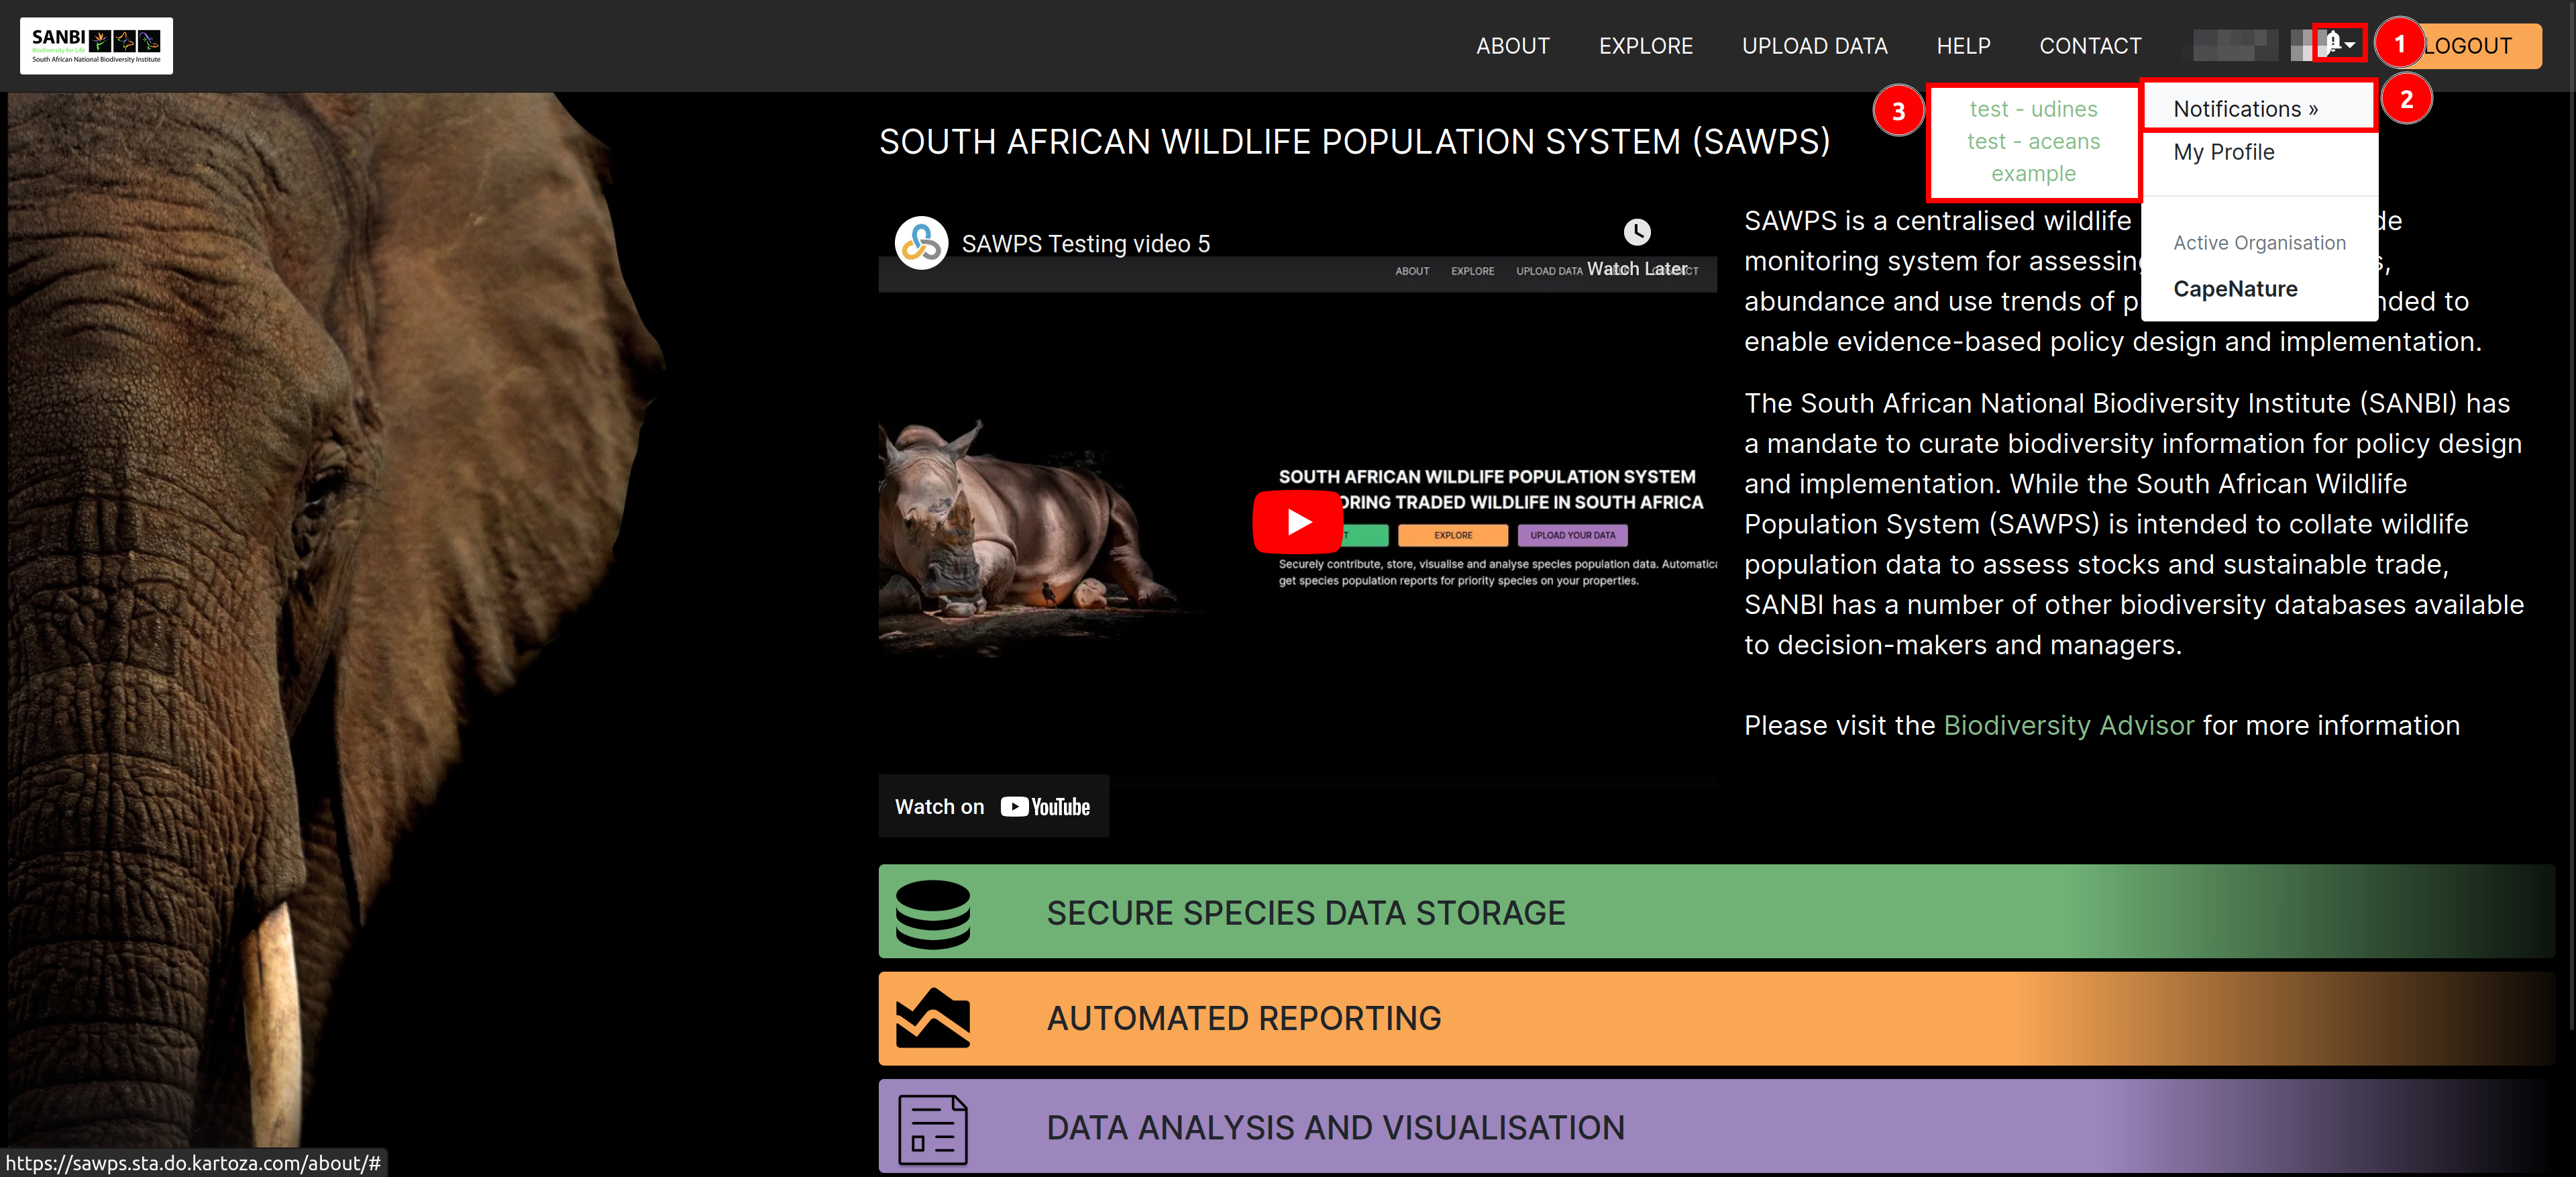 SANBI
Biodiversity for Life
South African National Biodiversity Institute
ABOUT
EXPLORE
UPLOAD DATA
HELP
CONTACT
1
LOGOUT
2
3
test - udines
test - aceans
example
Notifications »
My Profile
Active Organisation
CapeNature
SOUTH AFRICAN WILDLIFE POPULATION SYSTEM (SAWPS)
SAWPS Testing video 5
Watch Later
ABOUT
EXPLORE
UPLOAD DATA
SOUTH AFRICAN WILDLIFE POPULATION SYSTEM
ORING TRADED WILDLIFE IN SOUTH AFRICA
EXPLORE
UPLOAD YOUR DATA
Securely contribute, store, visualise and analyse species population data. Automatic
get species population reports for priority species on your properties.
Watch on YouTube
SAWPS is a centralised wildlife
monitoring system for assessing
abundance and use trends of p nded to
enable evidence-based policy design and implementation.
The South African National Biodiversity Institute (SANBI) has
a mandate to curate biodiversity information for policy design
and implementation. While the South African Wildlife
Population System (SAWPS) is intended to collate wildlife
population data to assess stocks and sustainable trade,
SANBI has a number of other biodiversity databases available
to decision-makers and managers.
Please visit the Biodiversity Advisor for more information
SECURE SPECIES DATA STORAGE
AUTOMATED REPORTING
DATA ANALYSIS AND VISUALISATION
https://sawps.sta.do.kartoza.com/about/#